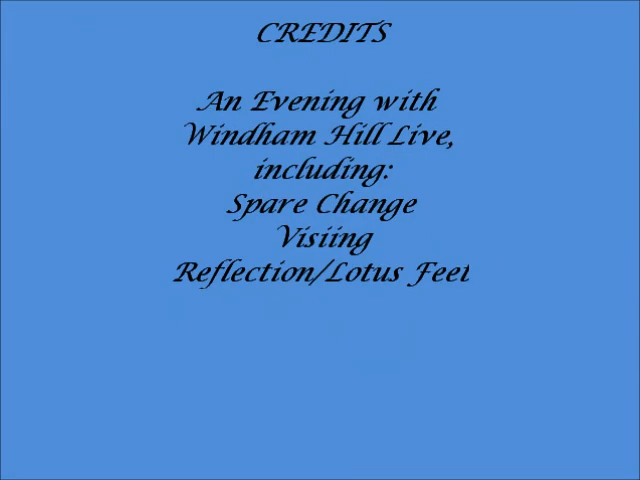 CREDITS
An Evening with
Windham Hill Live,
including:
Spare Change
Visiing
Reflection/Lotus Feet